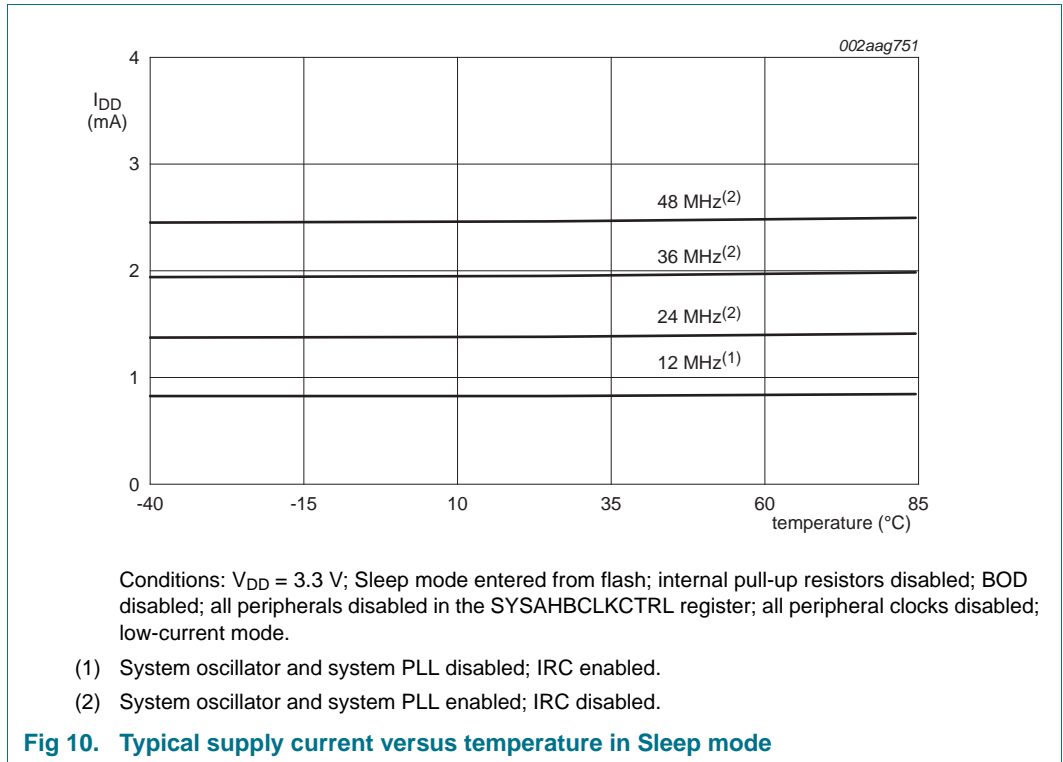 002aag751
4
I_DD
(mA)
3
2
1
0
48 MHz(2)
36 MHz(2)
24 MHz(2)
12 MHz(1)
-40 -15 10 35 60 85
temperature (°C)
Conditions: V_DD = 3.3 V; Sleep mode entered from flash; internal pull-up resistors disabled; BOD
disabled; all peripherals disabled in the SYSAHBCLKCTRL register; all peripheral clocks disabled;
low-current mode.
(1) System oscillator and system PLL disabled; IRC enabled.
(2) System oscillator and system PLL enabled; IRC disabled.
Fig 10. Typical supply current versus temperature in Sleep mode